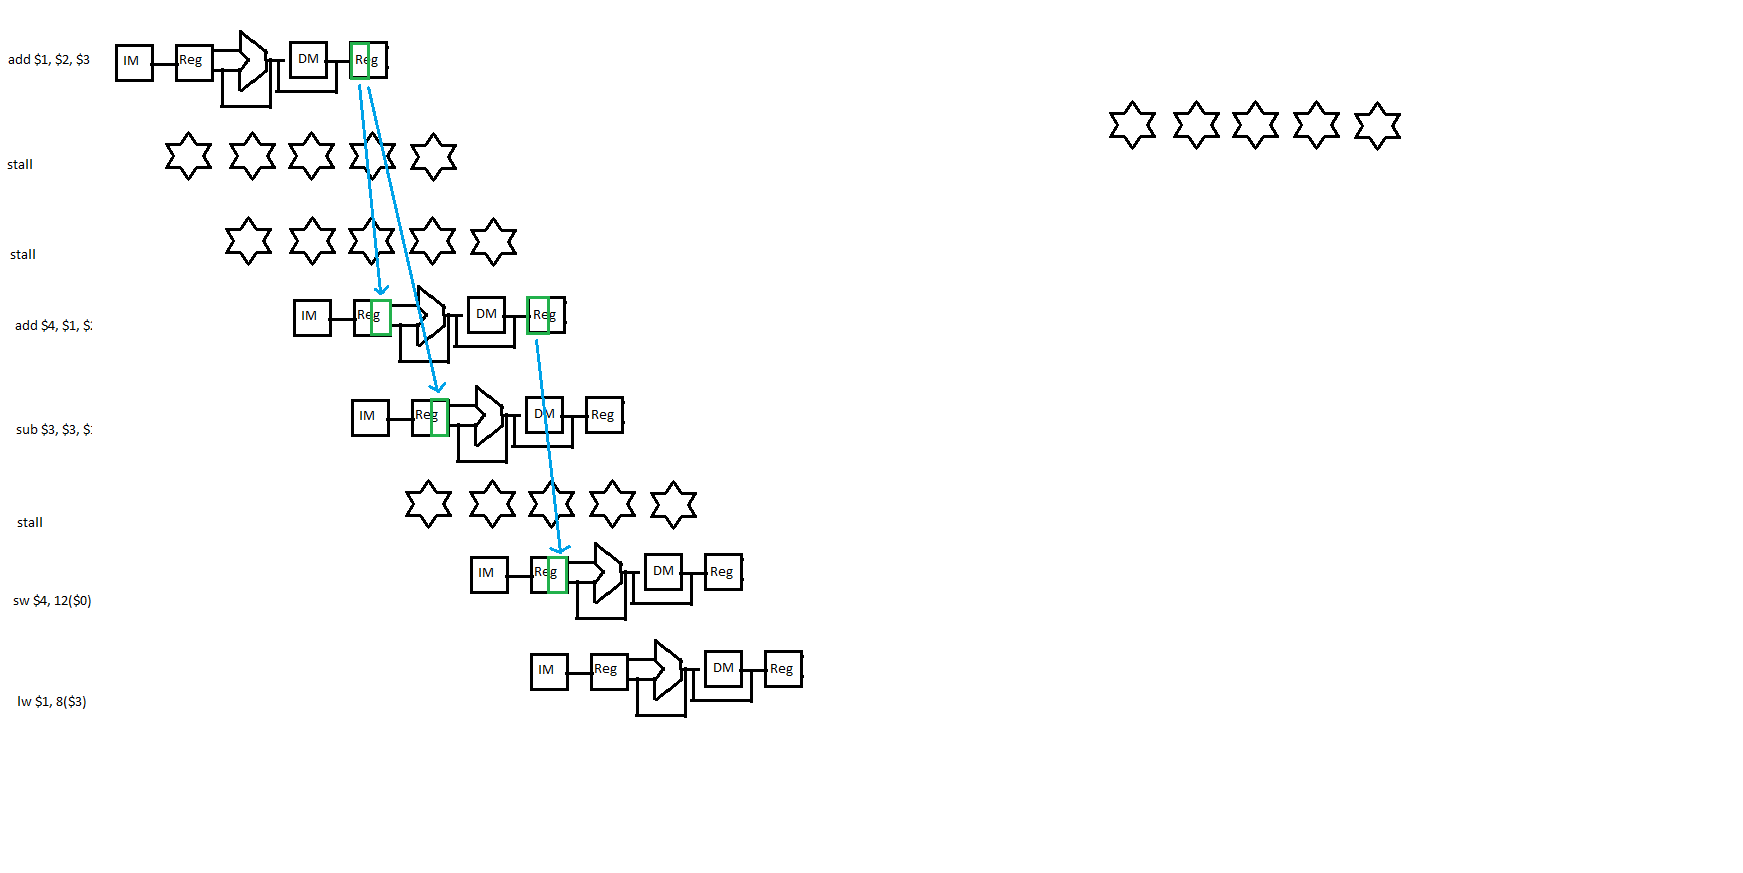 add $1, $2, $3 IM Reg DM Reg
stall
stall
add $4, $1, $: IM Reg DM Reg
sub $3, $3, $: IM Reg DM Reg
stall
sw $4, 12($0) IM Reg DM Reg
lw $1, 8($3) IM Reg DM Reg